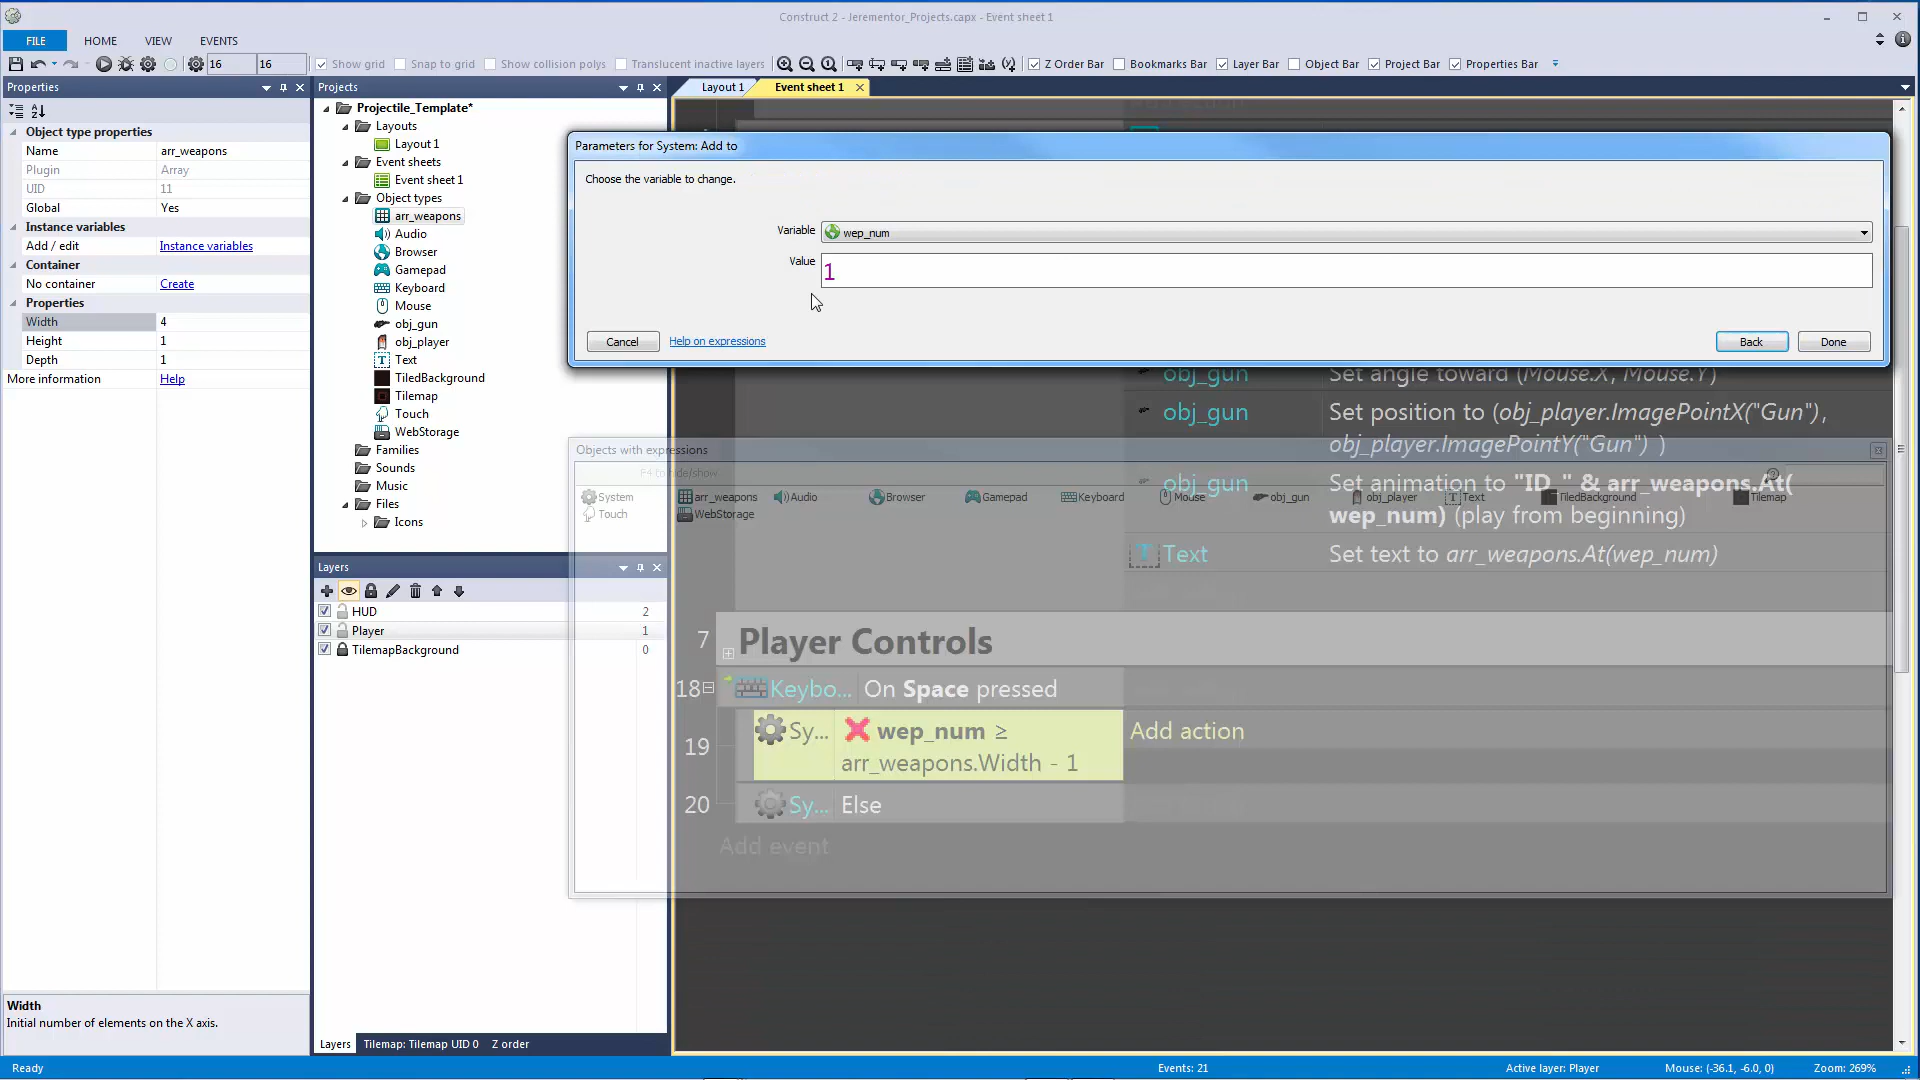 Construct 2 - Jerementor_Projects.capx - Event sheet 1
FILE
HOME
VIEW
EVENTS
16
16
Show grid
Snap to grid
Show collision polys
Translucent inactive layers
Z Order Bar
Bookmarks Bar
Layer Bar
Object Bar
Project Bar
Properties Bar
Properties
Object type properties
Name arr_weapons
Plugin Array
UID 11
Global Yes
Instance variables
Add / edit Instance variables
Container
No container Create
Properties
Width 4
Height 1
Depth 1
More information Help
Width
Initial number of elements on the X axis.
Projects
Projectile_Template*
Layouts
Layout 1
Event sheets
Event sheet 1
Object types
arr_weapons
Audio
Browser
Gamepad
Keyboard
Mouse
obj_gun
obj_player
Text
TiledBackground
Tilemap
Touch
WebStorage
Families
Sounds
Music
Files
Icons
Layers
HUD 2
Player 1
TilemapBackground 0
Layers
Tilemap: Tilemap UID 0
Z order
Layout 1
Event sheet 1
Parameters for System: Add to
Choose the variable to change.
Variable wep_num
Value 1
Cancel
Help on expressions
Back
Done
obj_gun Set angle toward (Mouse.X, Mouse.Y)
obj_gun Set position to (obj_player.ImagePointX("Gun"),
obj_player.ImagePointY("Gun") )
Objects with expressions
F4 to hide/show
System
arr_weapons
Audio
Browser
Gamepad
Keyboard
Mouse
obj_gun
obj_player
Text
TiledBackground
Tilemap
Touch
WebStorage
obj_gun Set animation to "ID_" & arr_weapons.At(
wep_num) (play from beginning)
Text Set text to arr_weapons.At(wep_num)
7 Player Controls
18 Keybo... On Space pressed
19 Sy... wep_num ≥
arr_weapons.Width - 1
Add action
20 Sy... Else
Add event
Ready
Events: 21
Active layer: Player
Mouse: (-36.1, -6.0, 0)
Zoom: 269%